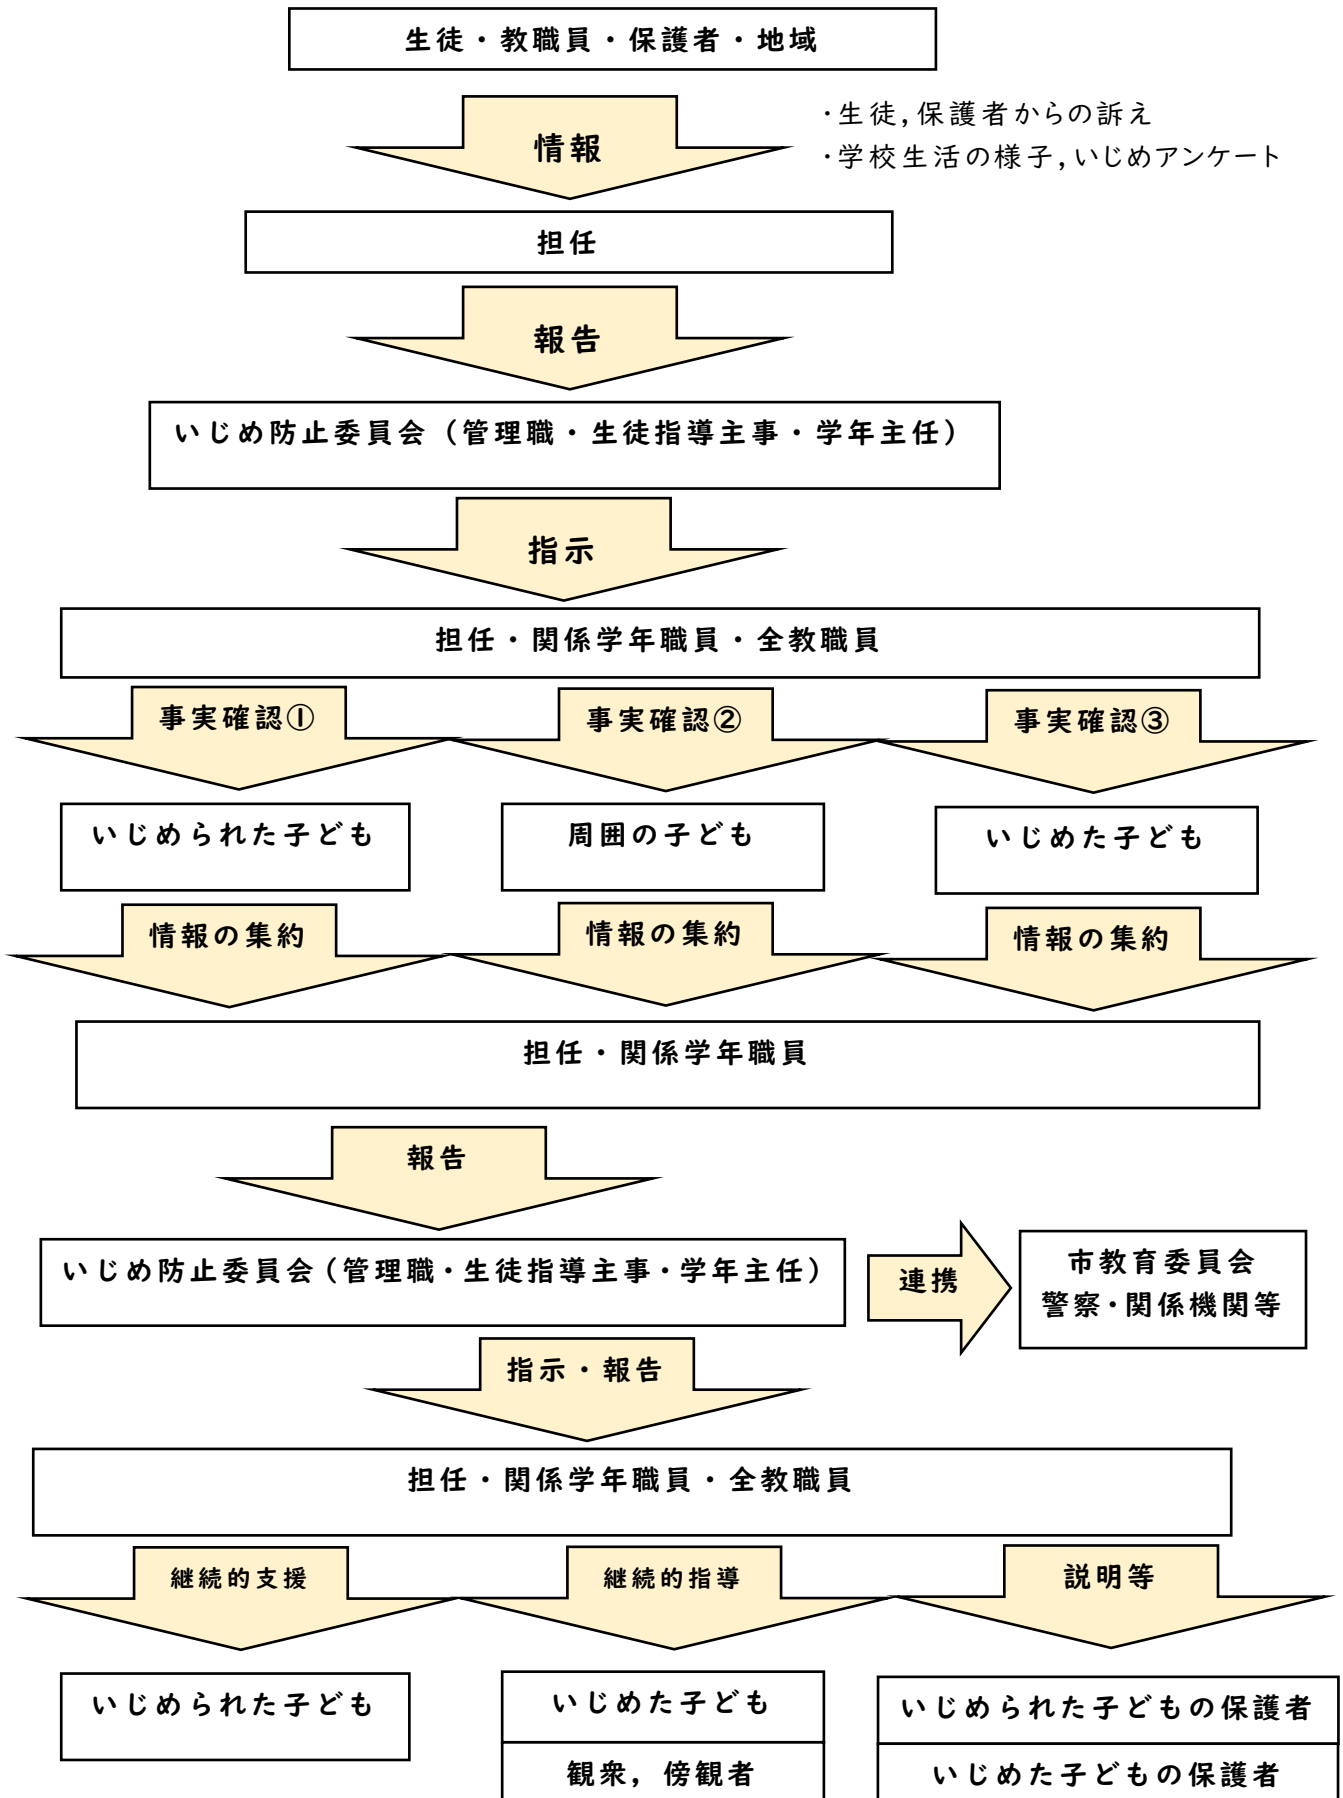 生徒・教職員・保護者・地域
情報
・生徒,保護者からの訴え
・学校生活の様子,いじめアンケート
担任
報告
いじめ防止委員会（管理職・生徒指導主事・学年主任）
指示
担任・関係学年職員・全教職員
事実確認①
事実確認②
事実確認③
いじめられた子ども
周囲の子ども
いじめた子ども
情報の集約
情報の集約
情報の集約
担任・関係学年職員
報告
いじめ防止委員会（管理職・生徒指導主事・学年主任）
連携
市教育委員会
警察・関係機関等
指示・報告
担任・関係学年職員・全教職員
継続的支援
継続的指導
説明等
いじめられた子ども
いじめた子ども
観衆，傍観者
いじめられた子どもの保護者
いじめた子どもの保護者